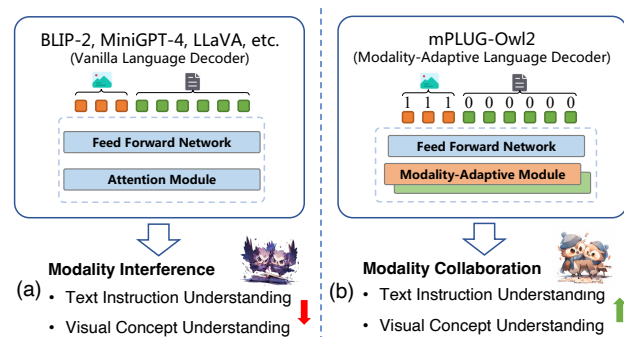 BLIP-2, MiniGPT-4, LLaVA, etc.
(Vanilla Language Decoder)
Feed Forward Network
Attention Module
Modality Interference
(a)
• Text Instruction Understanding
• Visual Concept Understanding
mPLUG-Owl2
(Modality-Adaptive Language Decoder)
1 1 1 0 0 0 0 0 0
Feed Forward Network
Modality-Adaptive Module
Modality Collaboration
(b)
• Text Instruction Understanding
• Visual Concept Understanding